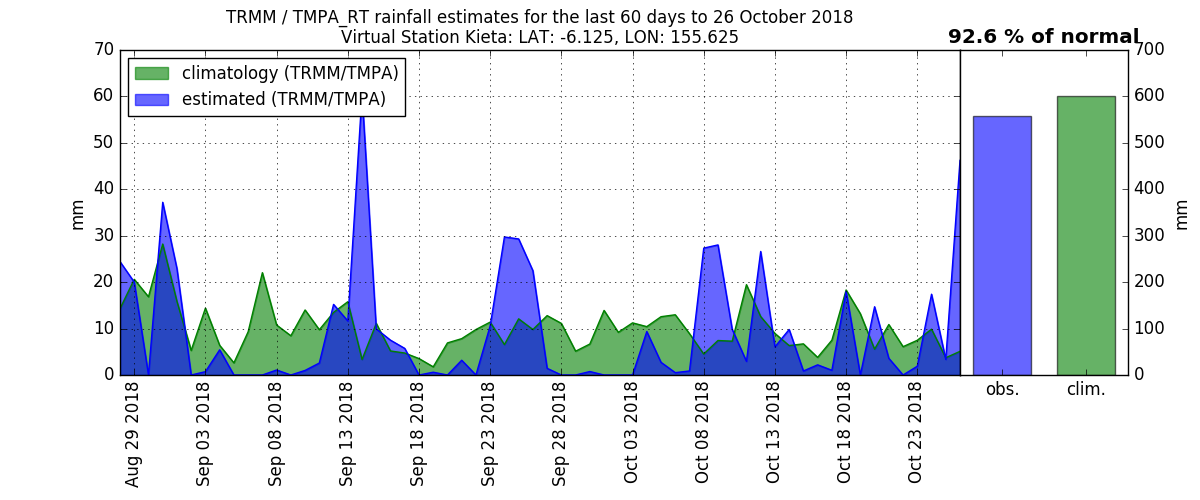 TRMM / TMPA_RT rainfall estimates for the last 60 days to 26 October 2018
Virtual Station Kieta: LAT: -6.125, LON: 155.625
92.6 % of normal
climatology (TRMM/TMPA)
estimated (TRMM/TMPA)
70
60
50
40
30
20
10
0
mm
700
600
500
400
300
200
100
0
mm
Aug 29 2018
Sep 03 2018
Sep 08 2018
Sep 13 2018
Sep 18 2018
Sep 23 2018
Sep 28 2018
Oct 03 2018
Oct 08 2018
Oct 13 2018
Oct 18 2018
Oct 23 2018
obs.
clim.